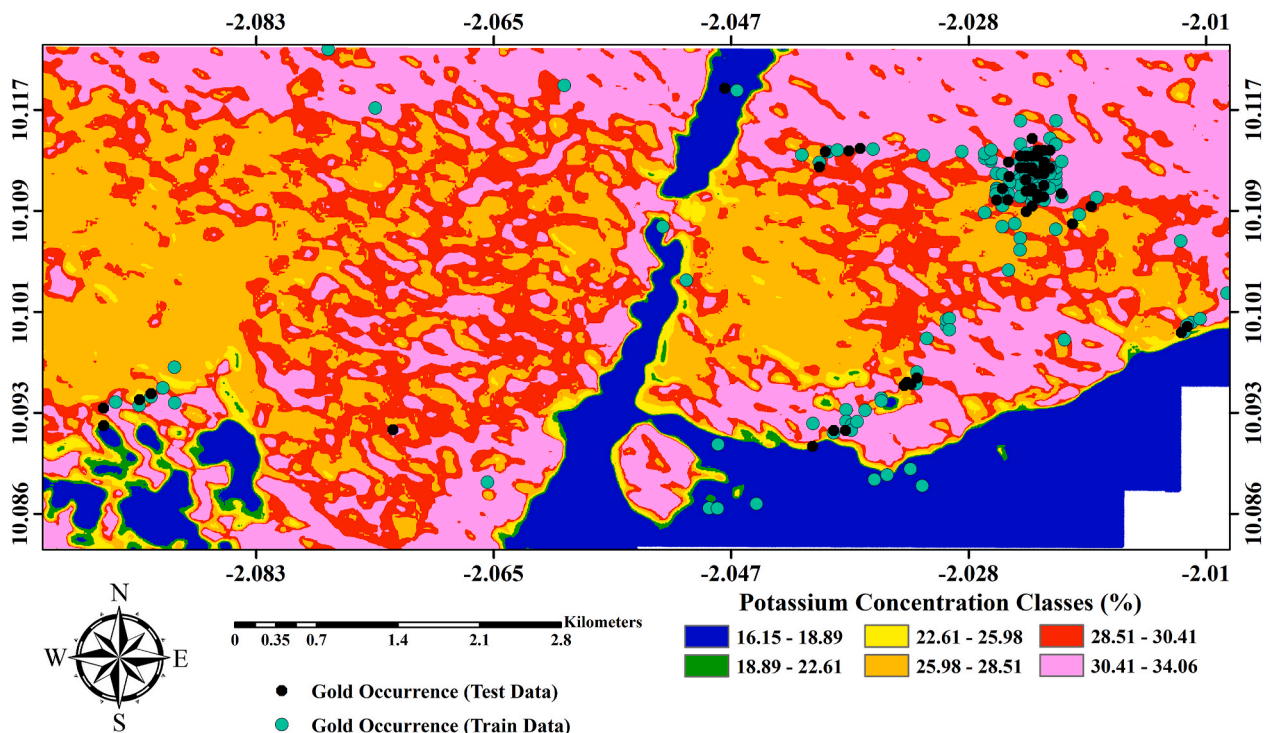 -2.083 -2.065 -2.047 -2.028 -2.01
10.117 10.117
10.109 10.109
10.101 10.101
10.093 10.093
10.086 10.086
-2.083 -2.065 -2.047 -2.028 -2.01
N
W E
S
Kilometers
0 0.35 0.7 1.4 2.1 2.8
Gold Occurrence (Test Data)
Gold Occurrence (Train Data)
Potassium Concentration Classes (%)
16.15 - 18.89 22.61 - 25.98 28.51 - 30.41
18.89 - 22.61 25.98 - 28.51 30.41 - 34.06